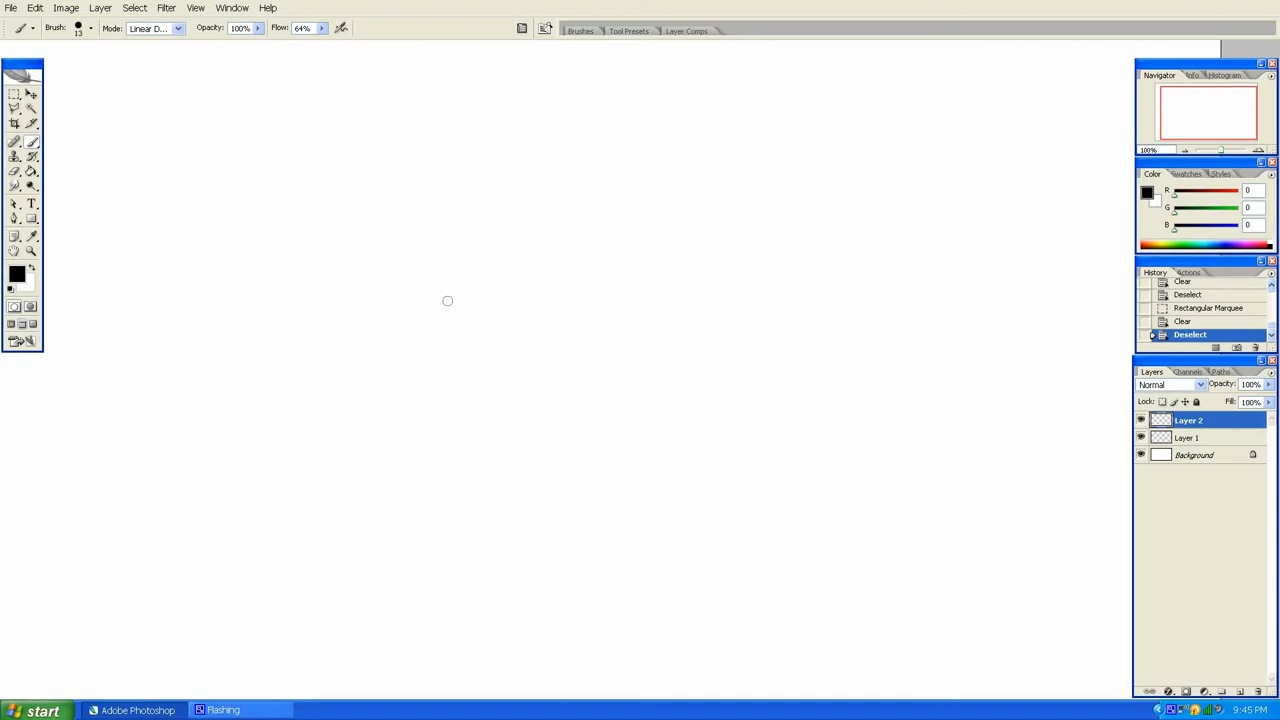 File Edit Image Layer Select Filter View Window Help
Brush: 13 Mode: Linear D... Opacity: 100% Flow: 64% Brushes Tool Presets Layer Comps
Navigator Info Histogram
100%
Color Swatches Styles
R 0
G 0
B 0
History Actions
Clear
Deselect
Rectangular Marquee
Clear
Deselect
Layers Channels Paths
Normal Opacity: 100%
Lock: Fill: 100%
Layer 2
Layer 1
Background
start Adobe Photoshop Flashing 9:45 PM